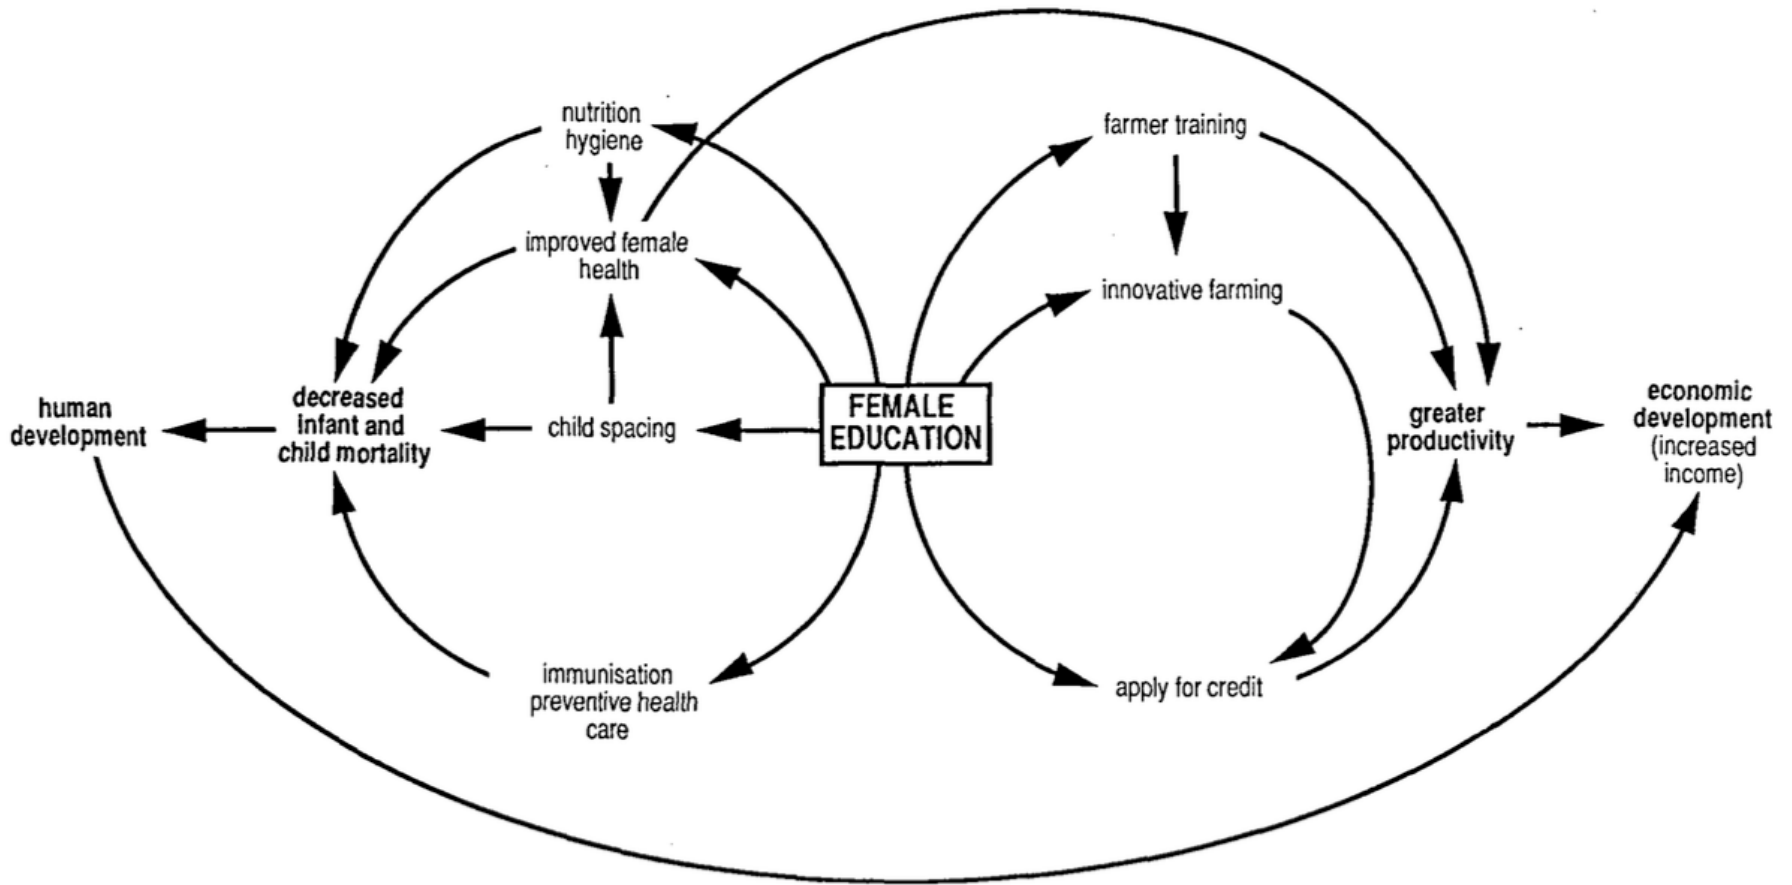 nutrition
hygiene
farmer training
improved female
health
innovative farming
human
development
decreased
infant and
child mortality
child spacing
FEMALE
EDUCATION
greater
productivity
economic
development
(increased
income)
immunisation
preventive health
care
apply for credit